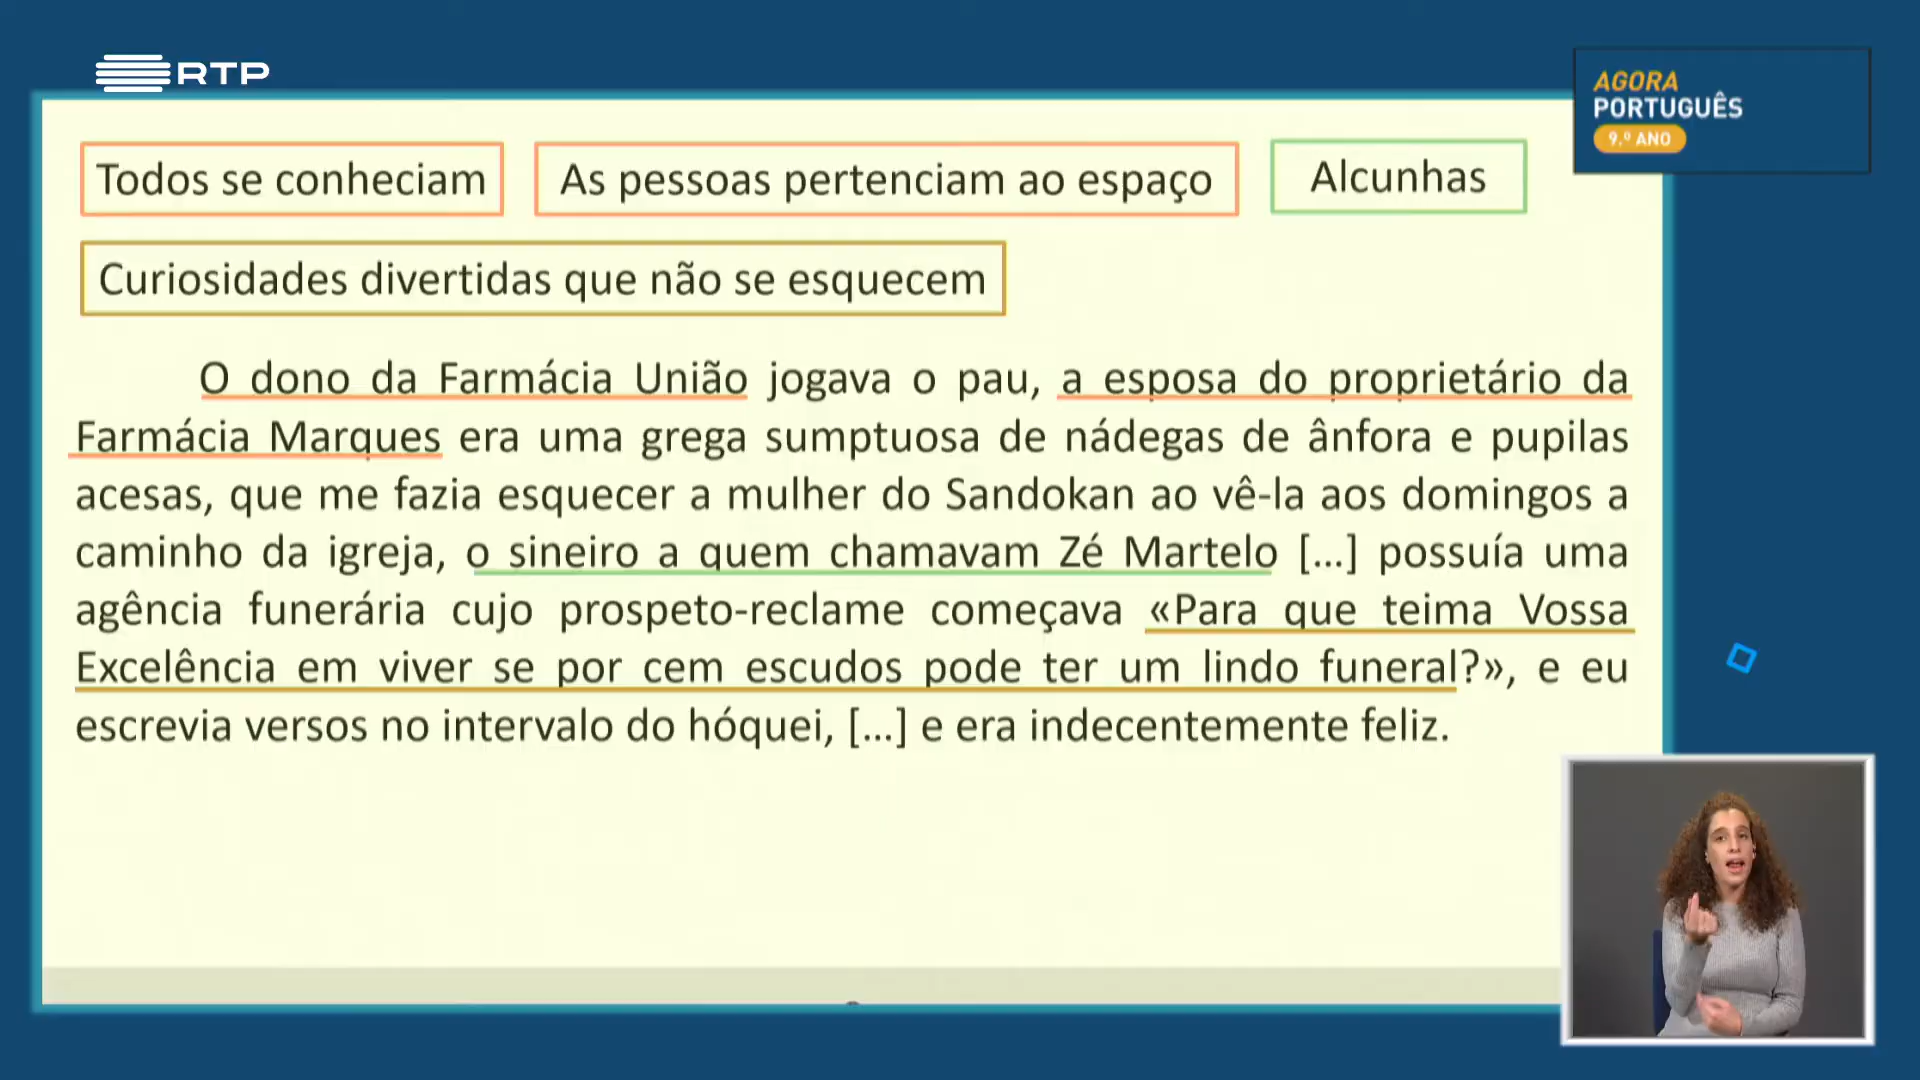 RTP
AGORA
PORTUGUÊS
9.º ANO
Todos se conheciam
As pessoas pertenciam ao espaço
Alcunhas
Curiosidades divertidas que não se esquecem
O dono da Farmácia União jogava o pau, a esposa do proprietário da
Farmácia Marques era uma grega sumptuosa de nádegas de ânfora e pupilas
acesas, que me fazia esquecer a mulher do Sandokan ao vê-la aos domingos a
caminho da igreja, o sineiro a quem chamavam Zé Martelo [...] possuía uma
agência funerária cujo prospeto-reclame começava «Para que teima Vossa
Excelência em viver se por cem escudos pode ter um lindo funeral?», e eu
escrevia versos no intervalo do hóquei, [...] e era indecentemente feliz.